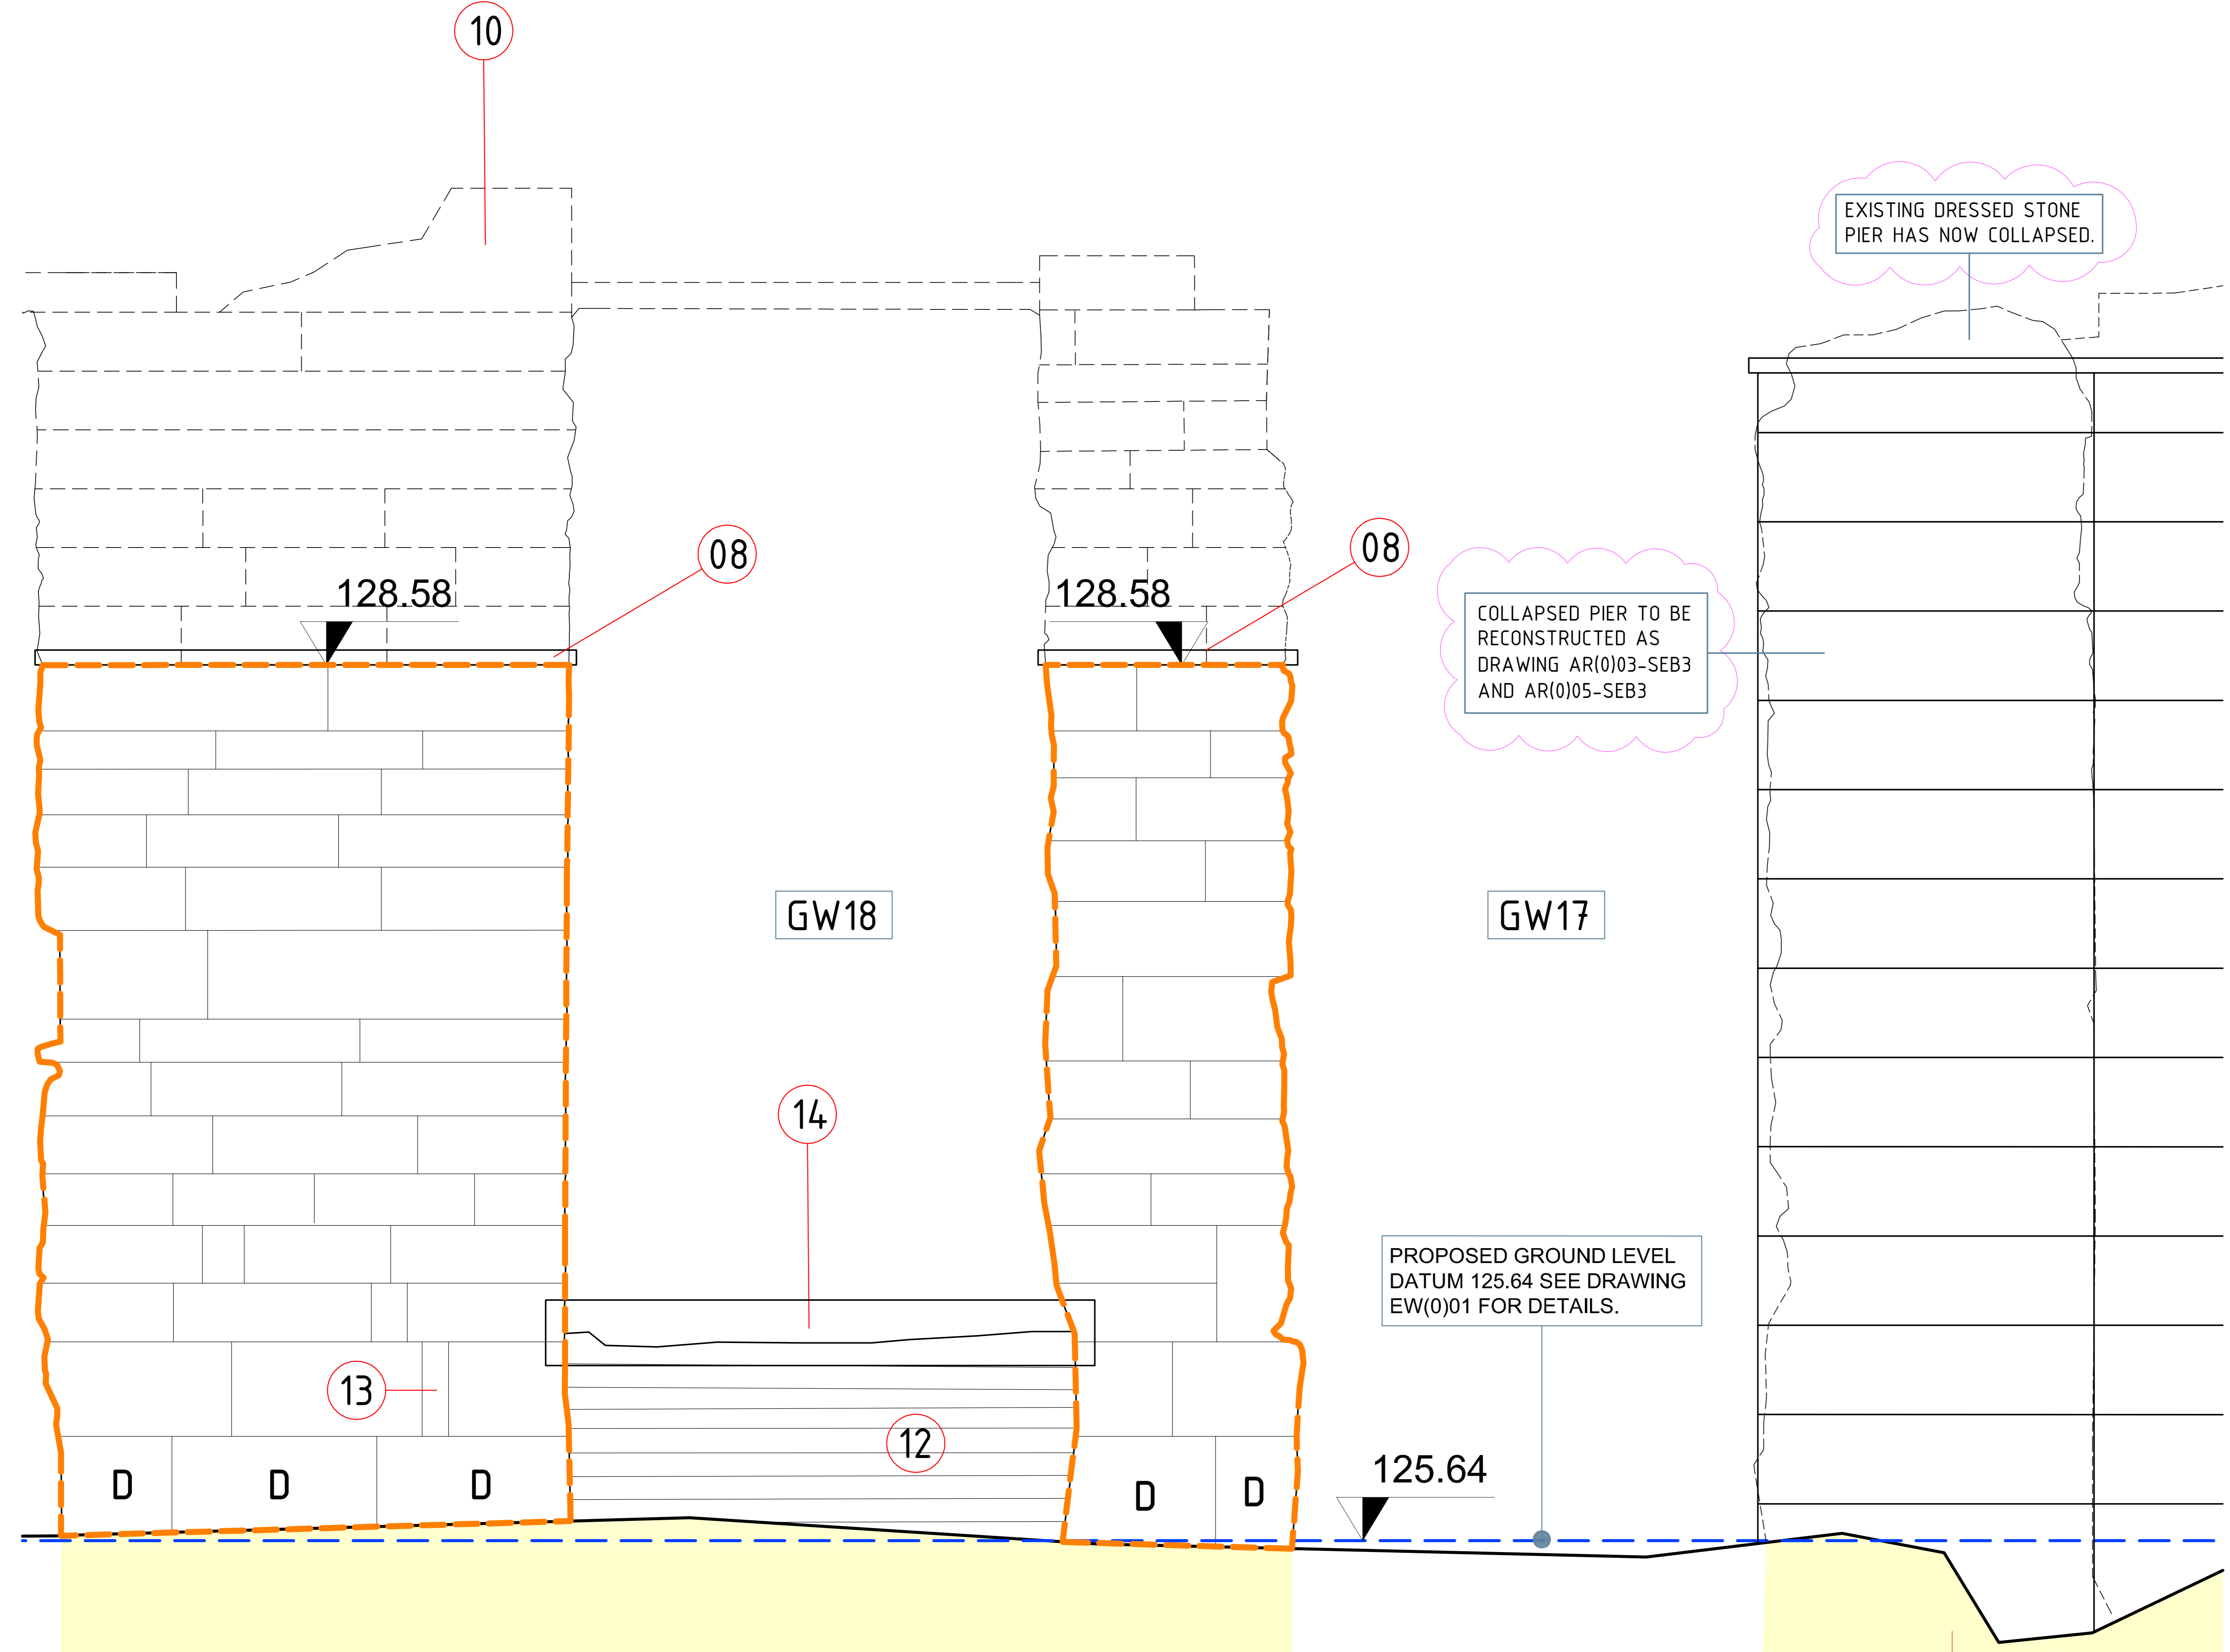 10
EXISTING DRESSED STONE
PIER HAS NOW COLLAPSED.
08
08
128.58
128.58
COLLAPSED PIER TO BE
RECONSTRUCTED AS
DRAWING AR(0)03-SEB3
AND AR(0)05-SEB3
GW18
GW17
14
PROPOSED GROUND LEVEL
DATUM 125.64 SEE DRAWING
EW(0)01 FOR DETAILS.
13
12
125.64
D
D
D
D
D